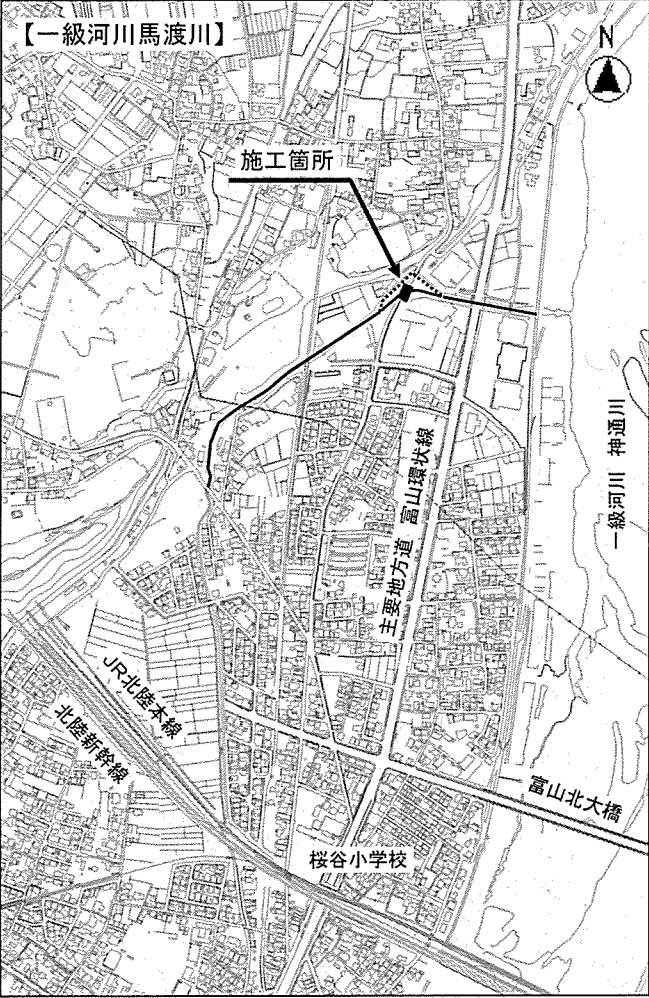 【一級河川馬渡川】
N
施工箇所
一級河川 神通川
主要地方道 富山環状線
JR北陸本線
北陸新幹線
富山北大橋
桜谷小学校